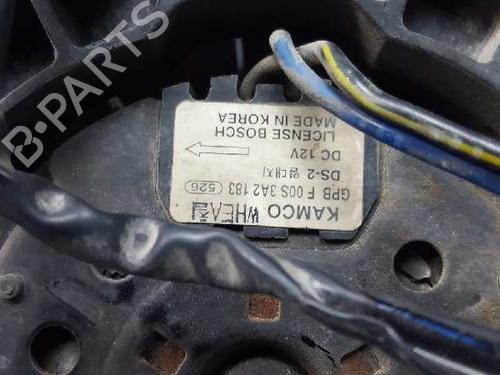 KAMCO WHEA
GPB F 00S 3A2 183 526
DS-2
DC 12V
LICENSE BOSCH
MADE IN KOREA
B-PARTS